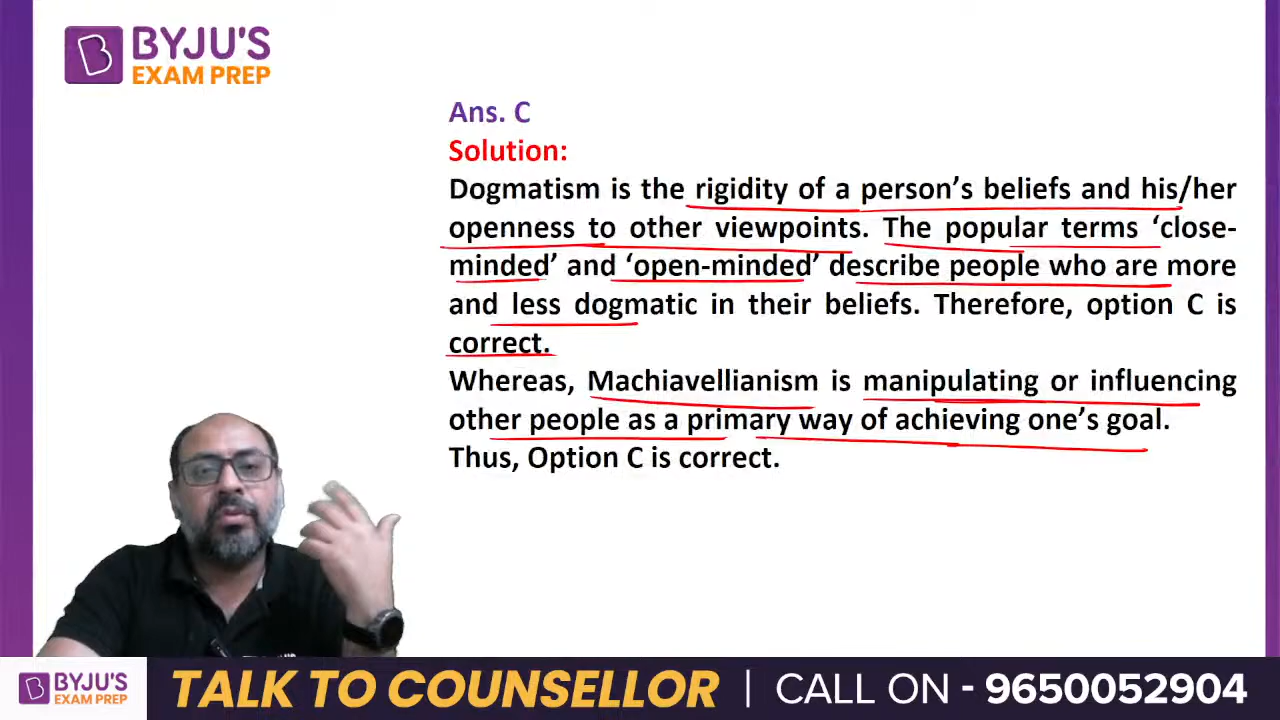 BYJU'S
EXAM PREP
Ans. C
Solution:
Dogmatism is the rigidity of a person’s beliefs and his/her
openness to other viewpoints. The popular terms ‘close-
minded’ and ‘open-minded’ describe people who are more
and less dogmatic in their beliefs. Therefore, option C is
correct.
Whereas, Machiavellianism is manipulating or influencing
other people as a primary way of achieving one’s goal.
Thus, Option C is correct.
BYJU'S
EXAM PREP
TALK TO COUNSELLOR | CALL ON - 9650052904